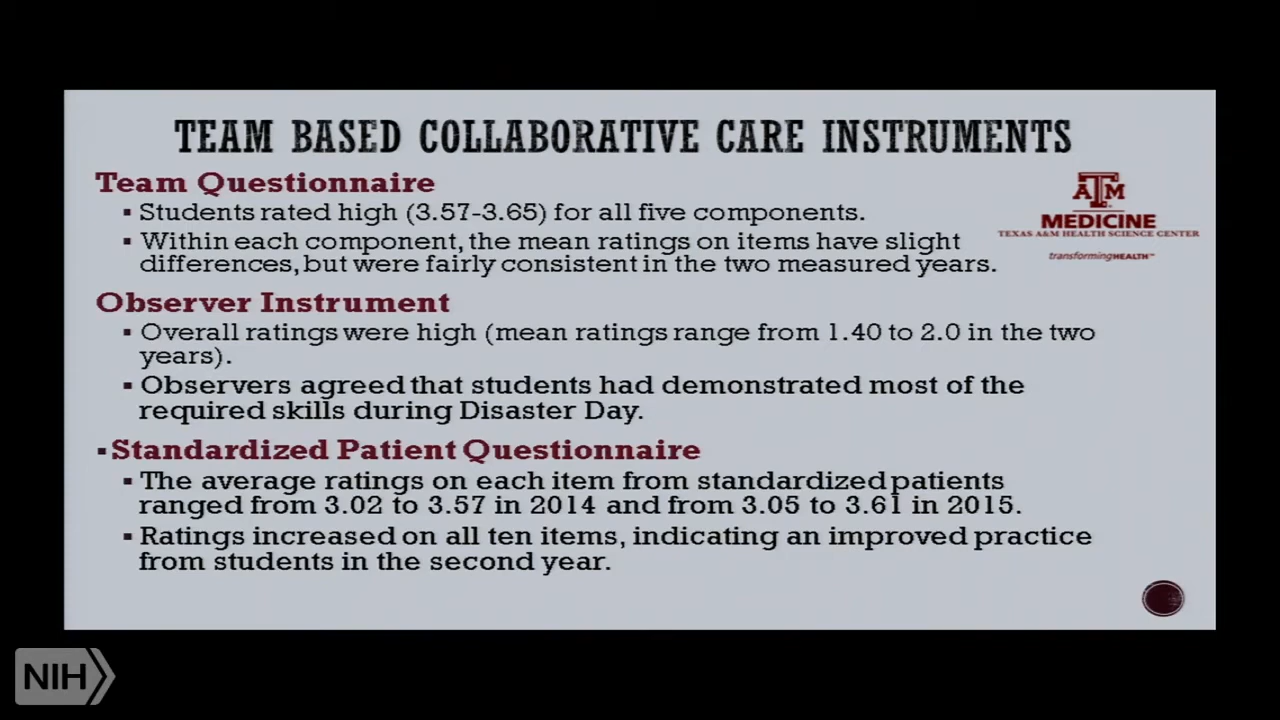 TEAM BASED COLLABORATIVE CARE INSTRUMENTS
Team Questionnaire
▪ Students rated high (3.57-3.65) for all five components.
▪ Within each component, the mean ratings on items have slight
differences, but were fairly consistent in the two measured years.
ATM
MEDICINE
TEXAS A&M HEALTH SCIENCE CENTER
transformingHEALTH™
Observer Instrument
▪ Overall ratings were high (mean ratings range from 1.40 to 2.0 in the two
years).
▪ Observers agreed that students had demonstrated most of the
required skills during Disaster Day.
▪ Standardized Patient Questionnaire
▪ The average ratings on each item from standardized patients
ranged from 3.02 to 3.57 in 2014 and from 3.05 to 3.61 in 2015.
▪ Ratings increased on all ten items, indicating an improved practice
from students in the second year.
NIH